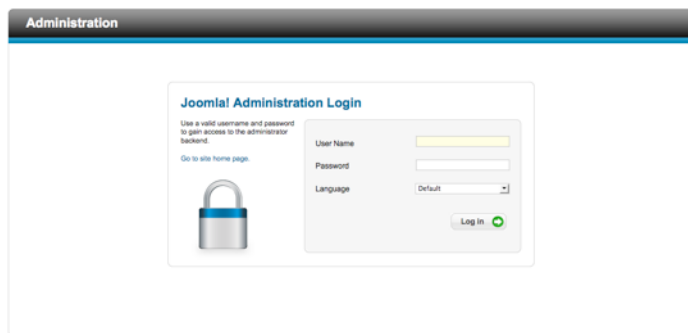 Administration
Joomla! Administration Login
Use a valid username and password
to gain access to the administrator
backend.
Go to site home page.
User Name
Password
Language
Default
Log in